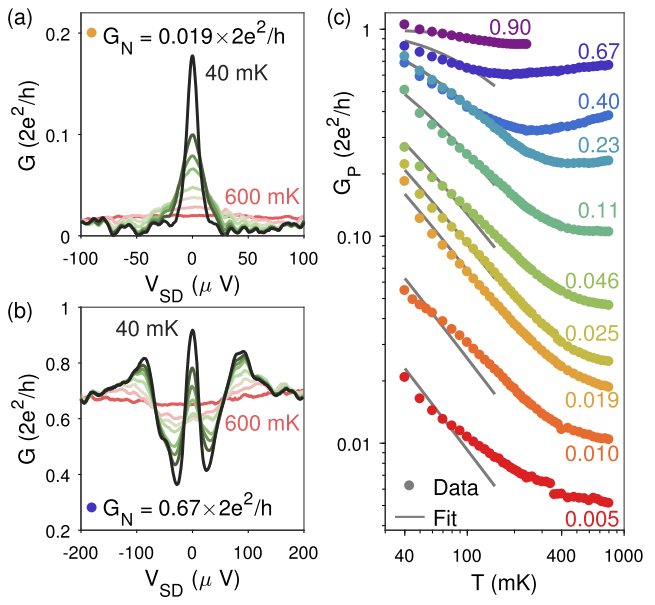 (a)
0.2
0.1
0
G (2e²/h)
G_N = 0.019×2e²/h
40 mK
600 mK
-100
-50
0
50
100
V_SD (μ V)
(b)
1
0.8
0.6
0.4
0.2
G (2e²/h)
40 mK
600 mK
G_N = 0.67×2e²/h
-200
-100
0
100
200
V_SD (μ V)
(c)
1
0.10
0.01
G_P (2e²/h)
0.90
0.67
0.40
0.23
0.11
0.046
0.025
0.019
0.010
0.005
Data
Fit
40
100
400
1000
T (mK)